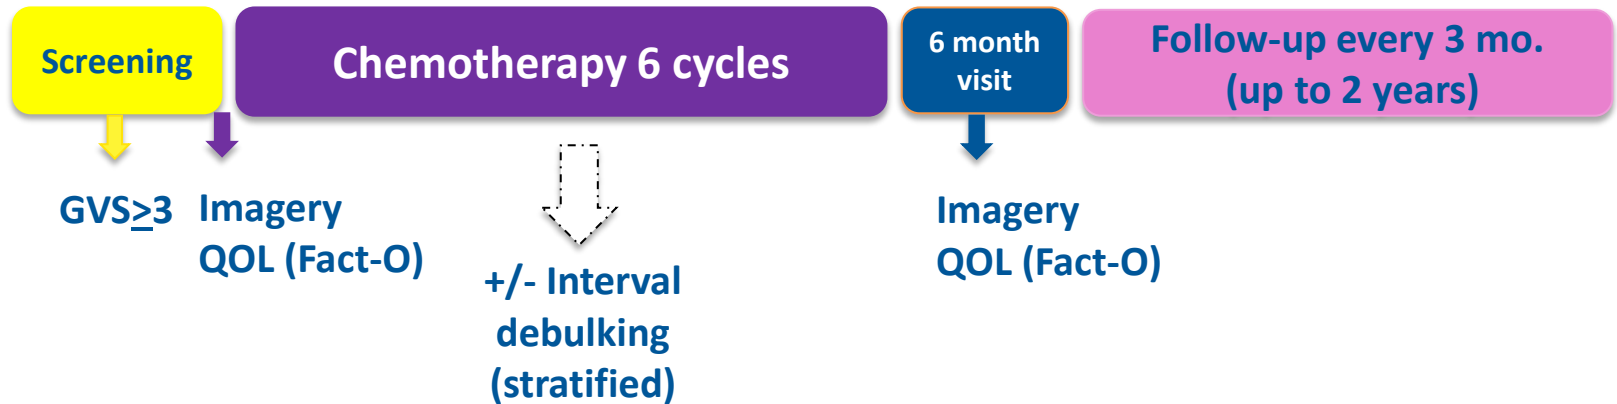 Screening
Chemotherapy 6 cycles
6 month
visit
Follow-up every 3 mo.
(up to 2 years)
GVS≥3
Imagery
QOL (Fact-O)
+/- Interval
debulking
(stratified)
Imagery
QOL (Fact-O)